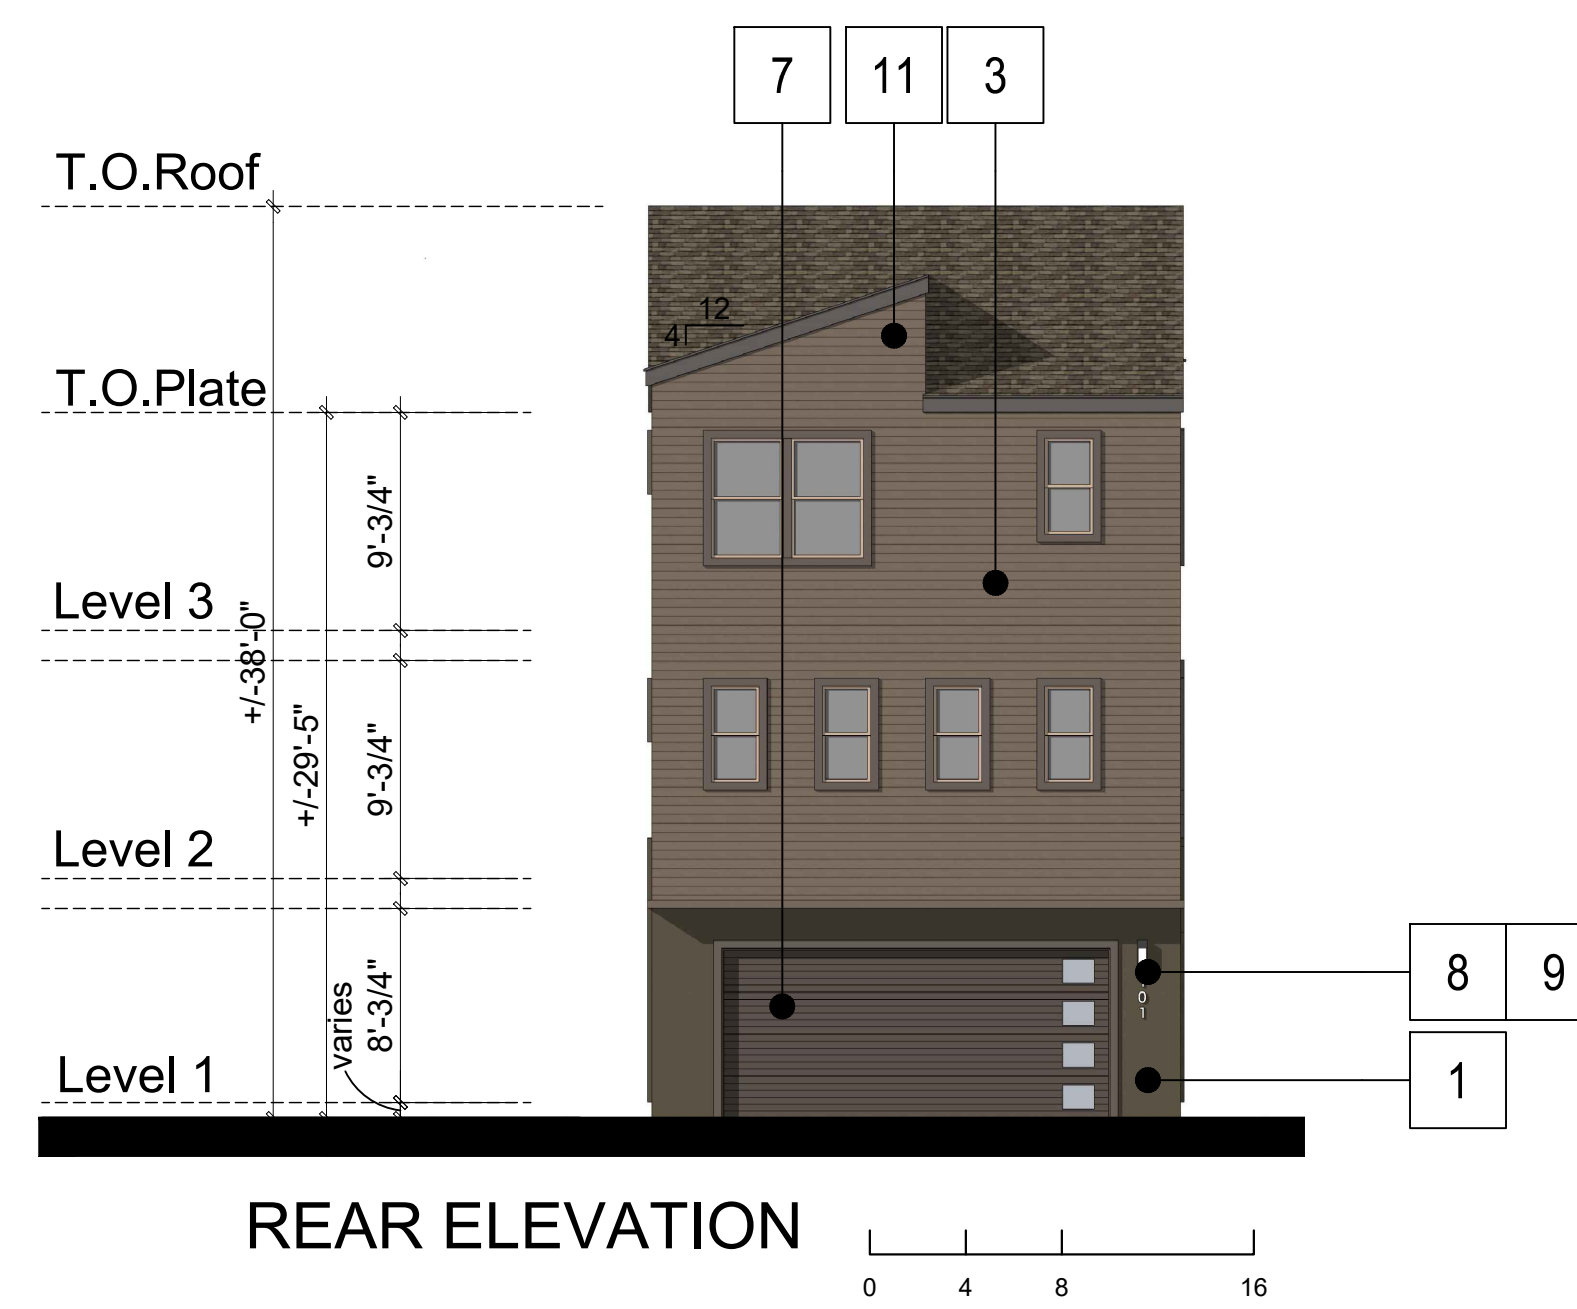 7 11 3
T.O.Roof
12
4
T.O.Plate
9'-3/4"
Level 3
+/-38'-0"
+/-29'-5"
9'-3/4"
Level 2
8 9
varies
8'-3/4"
01
Level 1
1
REAR ELEVATION
0 4 8 16